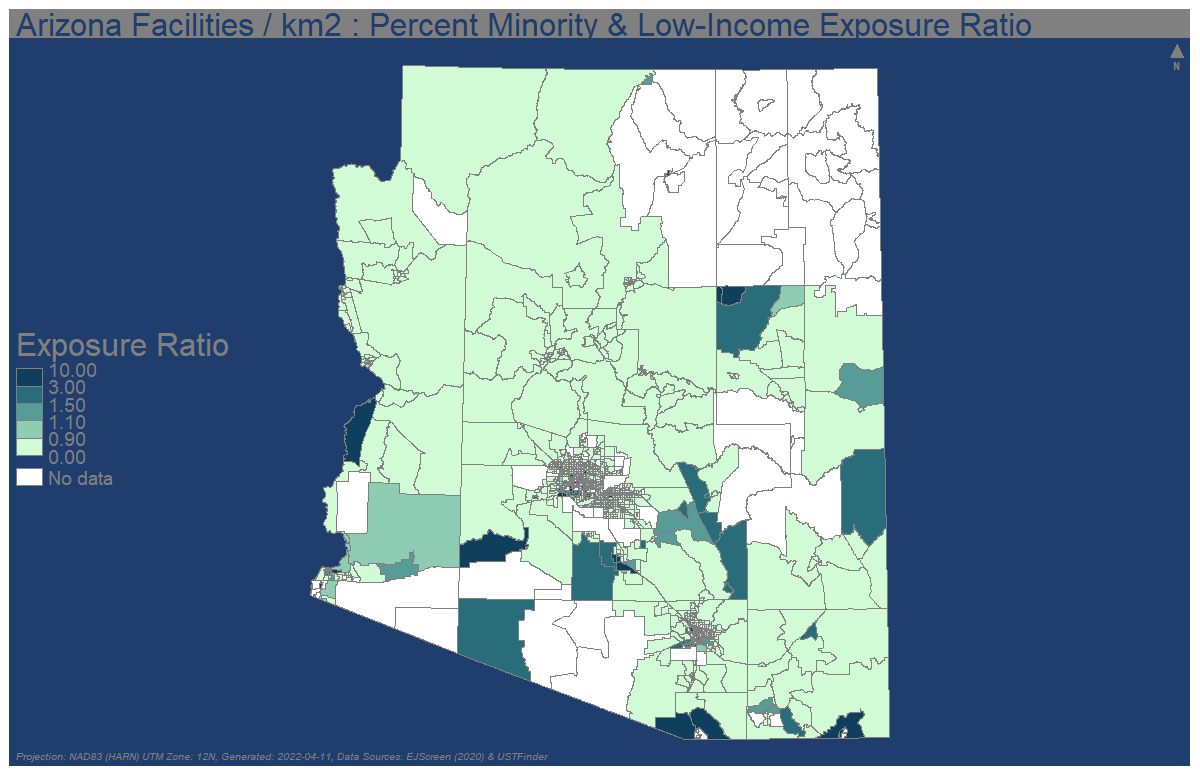 Arizona Facilities / km2 : Percent Minority & Low-Income Exposure Ratio
N
Exposure Ratio
10.00
3.00
1.50
1.10
0.90
0.00
No data
Projection: NAD83 (HARN) UTM Zone: 12N, Generated: 2022-04-11, Data Sources: EJScreen (2020) & USTFinder